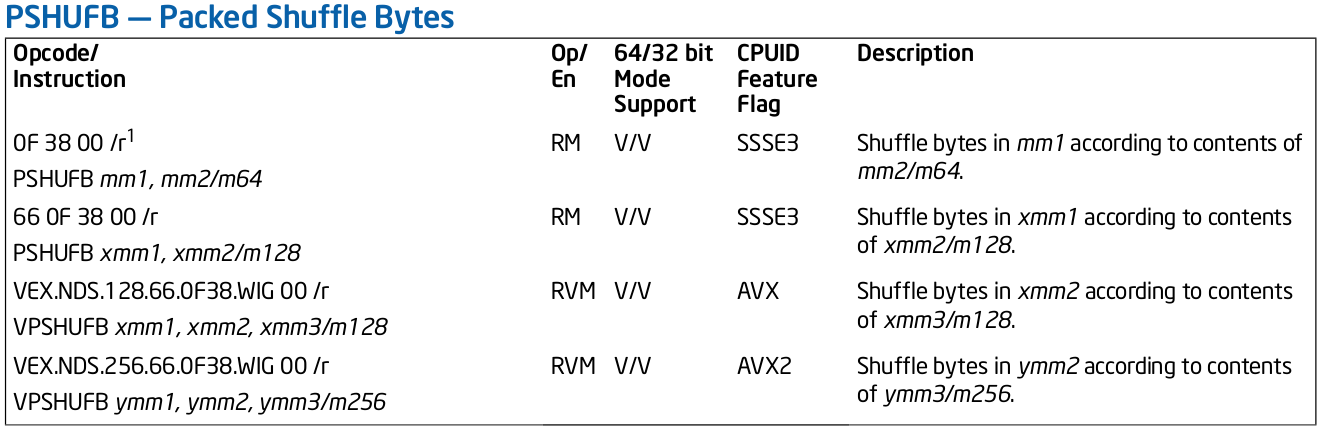 PSHUFB — Packed Shuffle Bytes
Opcode/ Op/ 64/32 bit CPUID Description
Instruction En Mode Feature
Support Flag
0F 38 00 /r1 RM V/V SSSE3 Shuffle bytes in mm1 according to contents of
PSHUFB mm1, mm2/m64 mm2/m64.
66 0F 38 00 /r RM V/V SSSE3 Shuffle bytes in xmm1 according to contents
PSHUFB xmm1, xmm2/m128 of xmm2/m128.
VEX.NDS.128.66.0F38.WIG 00 /r RVM V/V AVX Shuffle bytes in xmm2 according to contents
VPSHUFB xmm1, xmm2, xmm3/m128 of xmm3/m128.
VEX.NDS.256.66.0F38.WIG 00 /r RVM V/V AVX2 Shuffle bytes in ymm2 according to contents
VPSHUFB ymm1, ymm2, ymm3/m256 of ymm3/m256.